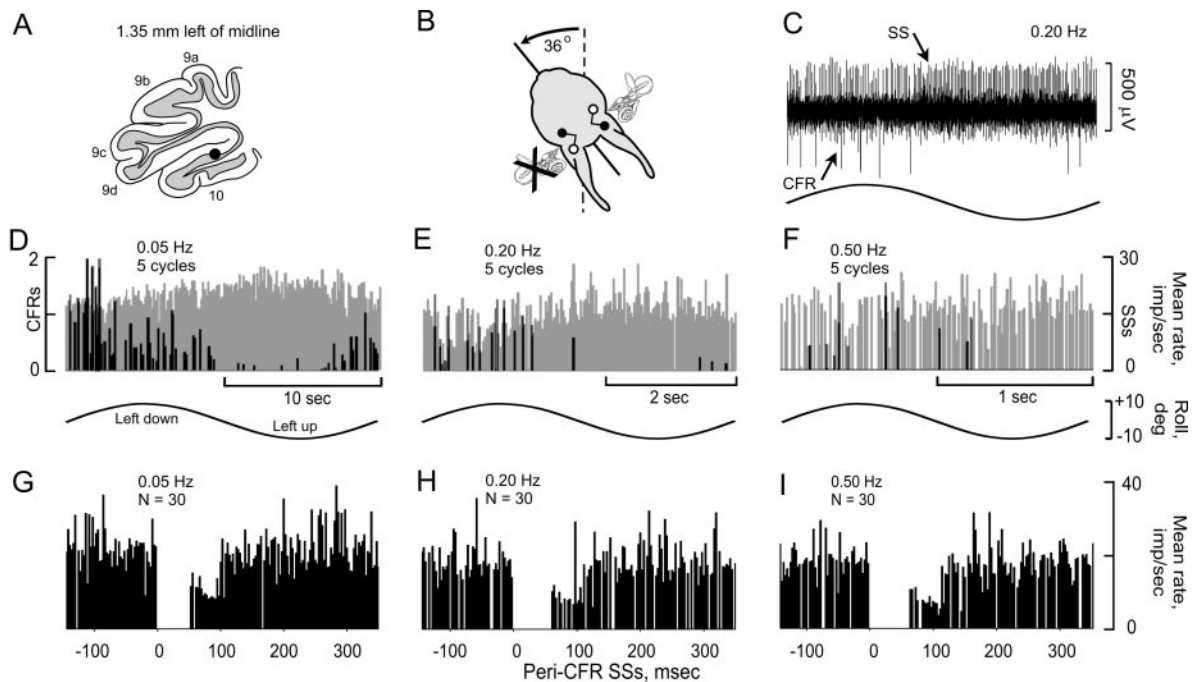 A
1.35 mm left of midline
9a
9b
9c
9d
10
B
36°
C
SS
0.20 Hz
500 µV
CFR
D
0.05 Hz
5 cycles
2
CFRs
0
10 sec
Left down
Left up
E
0.20 Hz
5 cycles
2 sec
F
0.50 Hz
5 cycles
30
SSs
0
Mean rate,
imp/sec
1 sec
+10
-10
Roll,
deg
G
0.05 Hz
N = 30
H
0.20 Hz
N = 30
I
0.50 Hz
N = 30
40
0
Mean rate,
imp/sec
-100 0 100 200 300
-100 0 100 200 300
-100 0 100 200 300
Peri-CFR SSs, msec